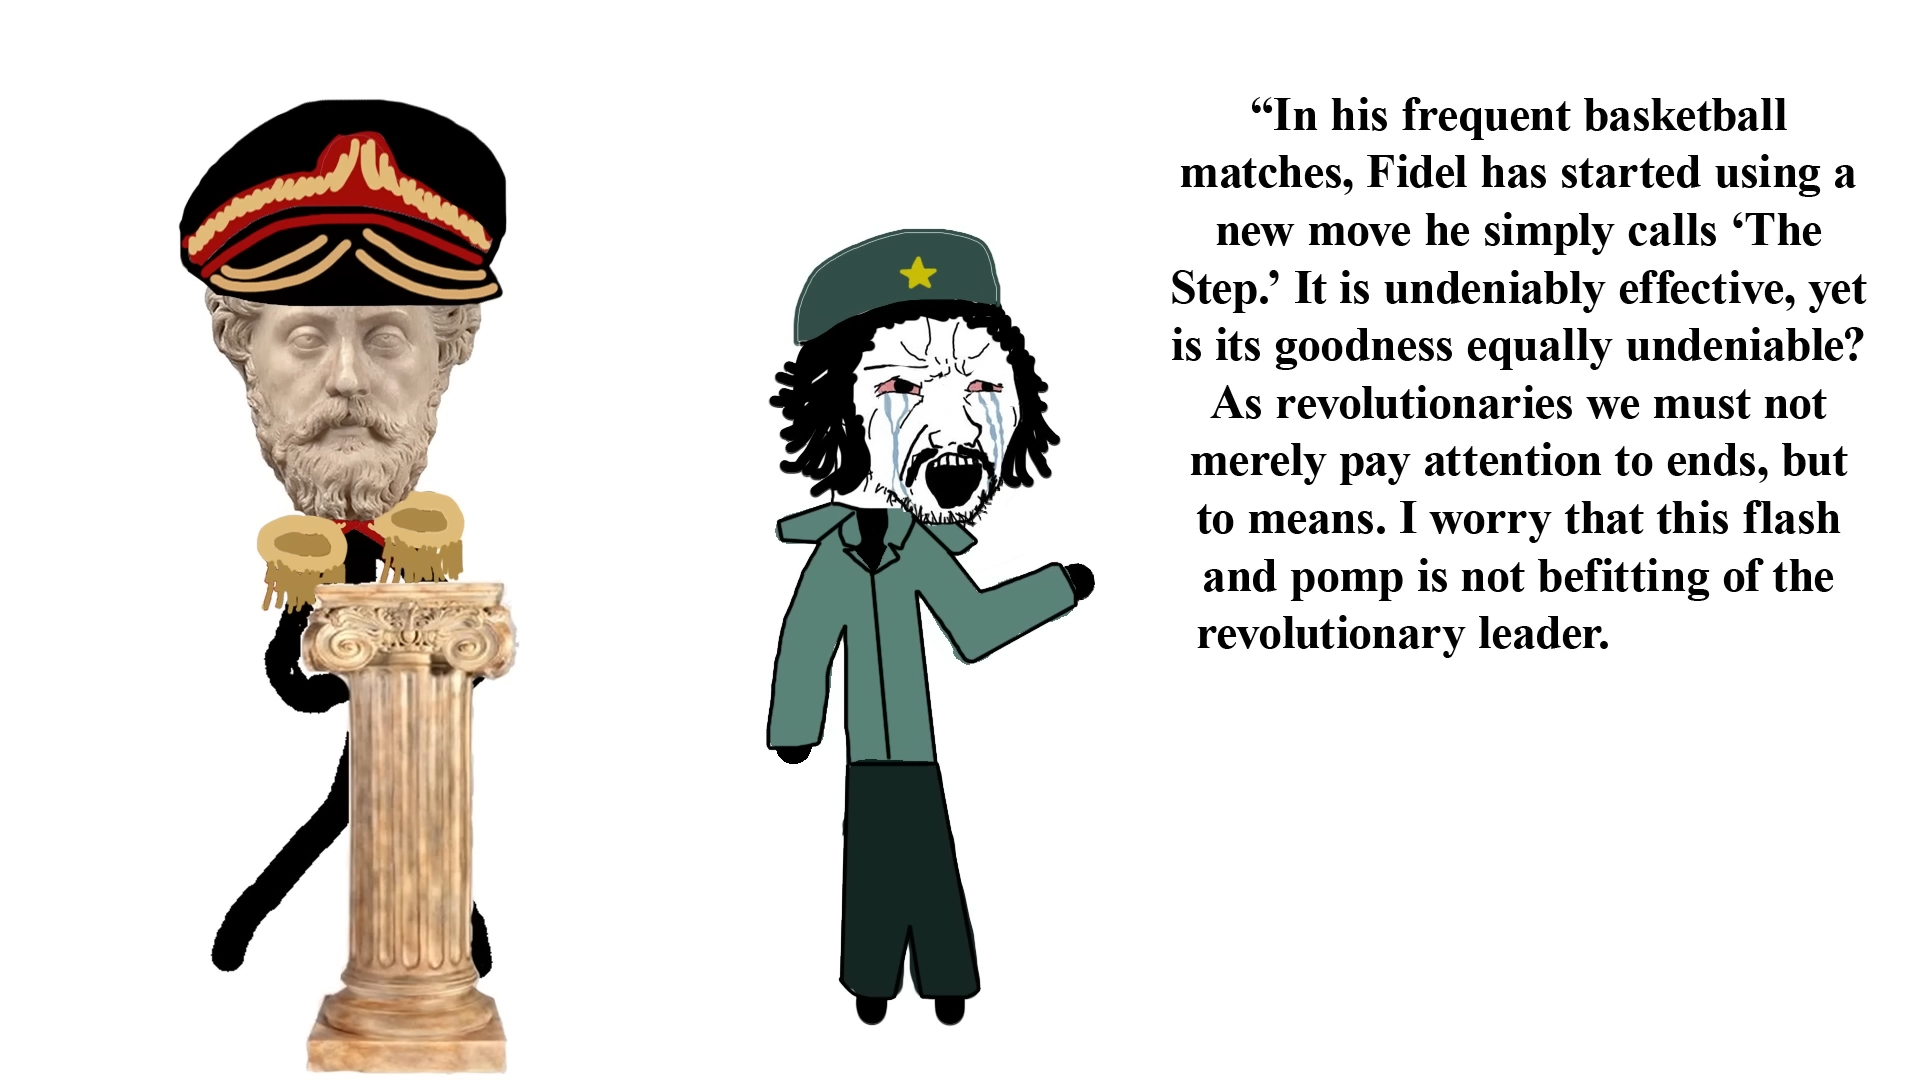 “In his frequent basketball
matches, Fidel has started using a
new move he simply calls ‘The
Step.’ It is undeniably effective, yet
is its goodness equally undeniable?
As revolutionaries we must not
merely pay attention to ends, but
to means. I worry that this flash
and pomp is not befitting of the
revolutionary leader.